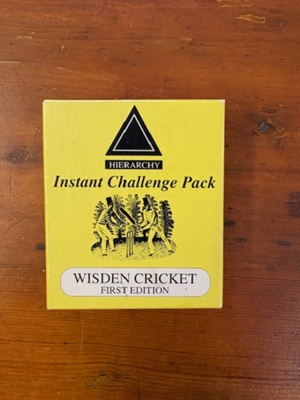 HIERARCHY
Instant Challenge Pack
WISDEN CRICKET
FIRST EDITION